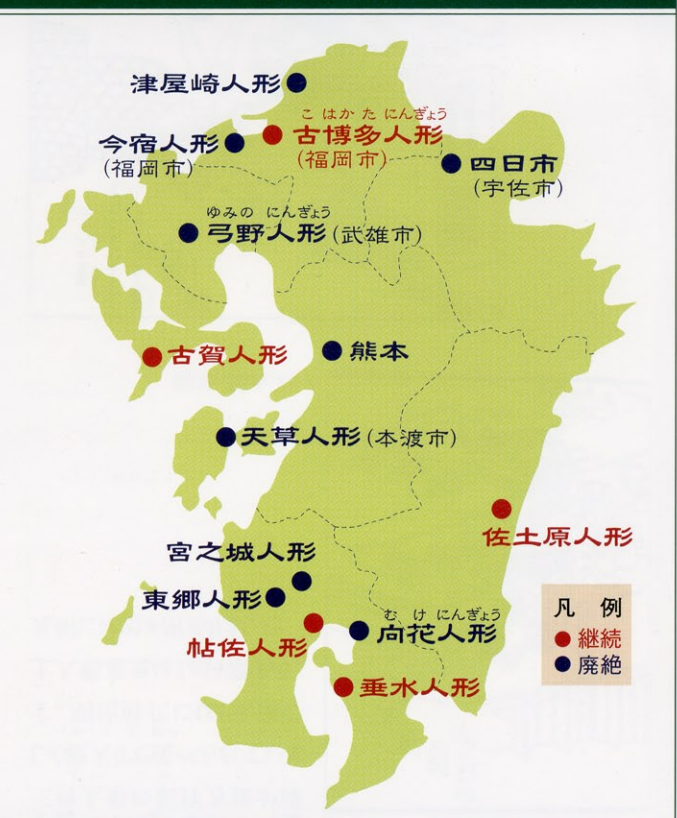 津屋崎人形
こはかたにんぎょう
古博多人形
(福岡市)
今宿人形
(福岡市)
四日市
(宇佐市)
ゆみの にんぎょう
弓野人形(武雄市)
古賀人形
熊本
天草人形(本渡市)
佐土原人形
宮之城人形
東郷人形
帖佐人形
むけ にんぎょう
向花人形
垂水人形
凡 例
継続
廃絶